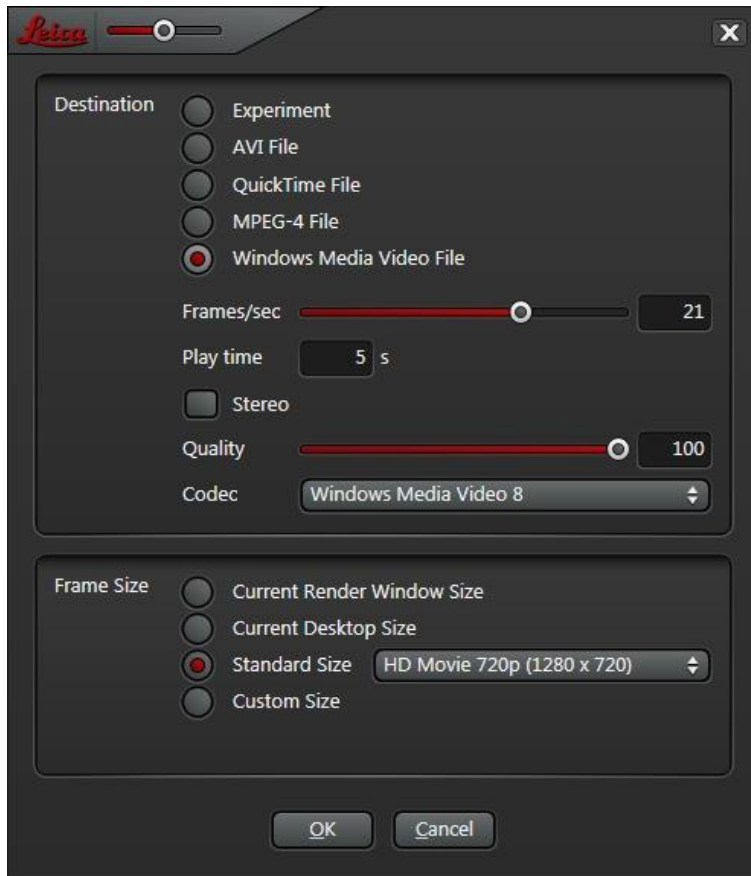 Leica
Destination
Experiment
AVI File
QuickTime File
MPEG-4 File
Windows Media Video File
Frames/sec 21
Play time 5 s
Stereo
Quality 100
Codec Windows Media Video 8
Frame Size
Current Render Window Size
Current Desktop Size
Standard Size HD Movie 720p (1280 x 720)
Custom Size
OK Cancel